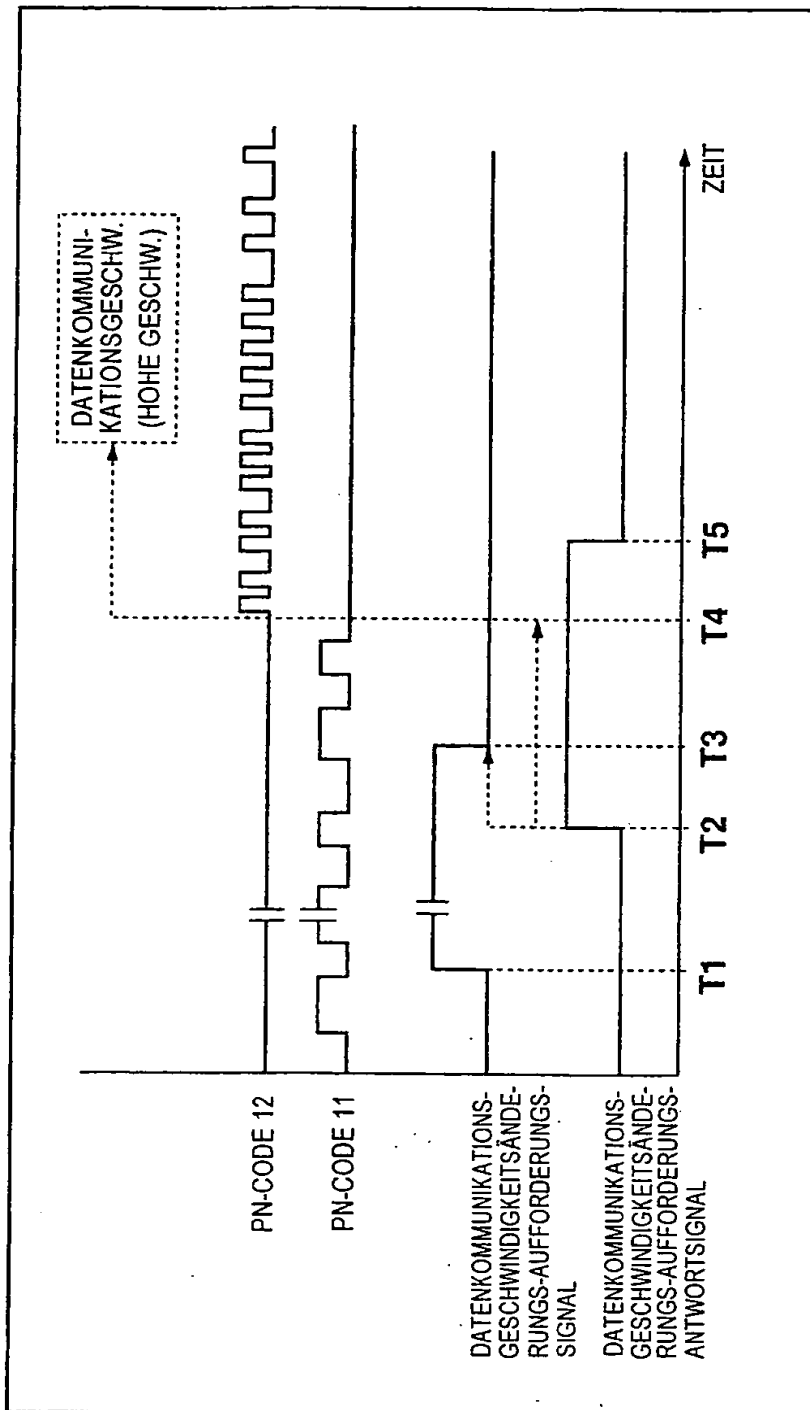 DATENKOMMUNI-
KATIONSGESCHW.
(HOHE GESCHW.)
PN-CODE 12
PN-CODE 11
DATENKOMMUNIKATIONS-
GESCHWINDIGKEITSÄNDE-
RUNGS-AUFFORDERUNGS-
SIGNAL
DATENKOMMUNIKATIONS-
GESCHWINDIGKEITSÄNDE-
RUNGS-AUFFORDERUNGS-
ANTWORTSIGNAL
T1
T2
T3
T4
T5
ZEIT